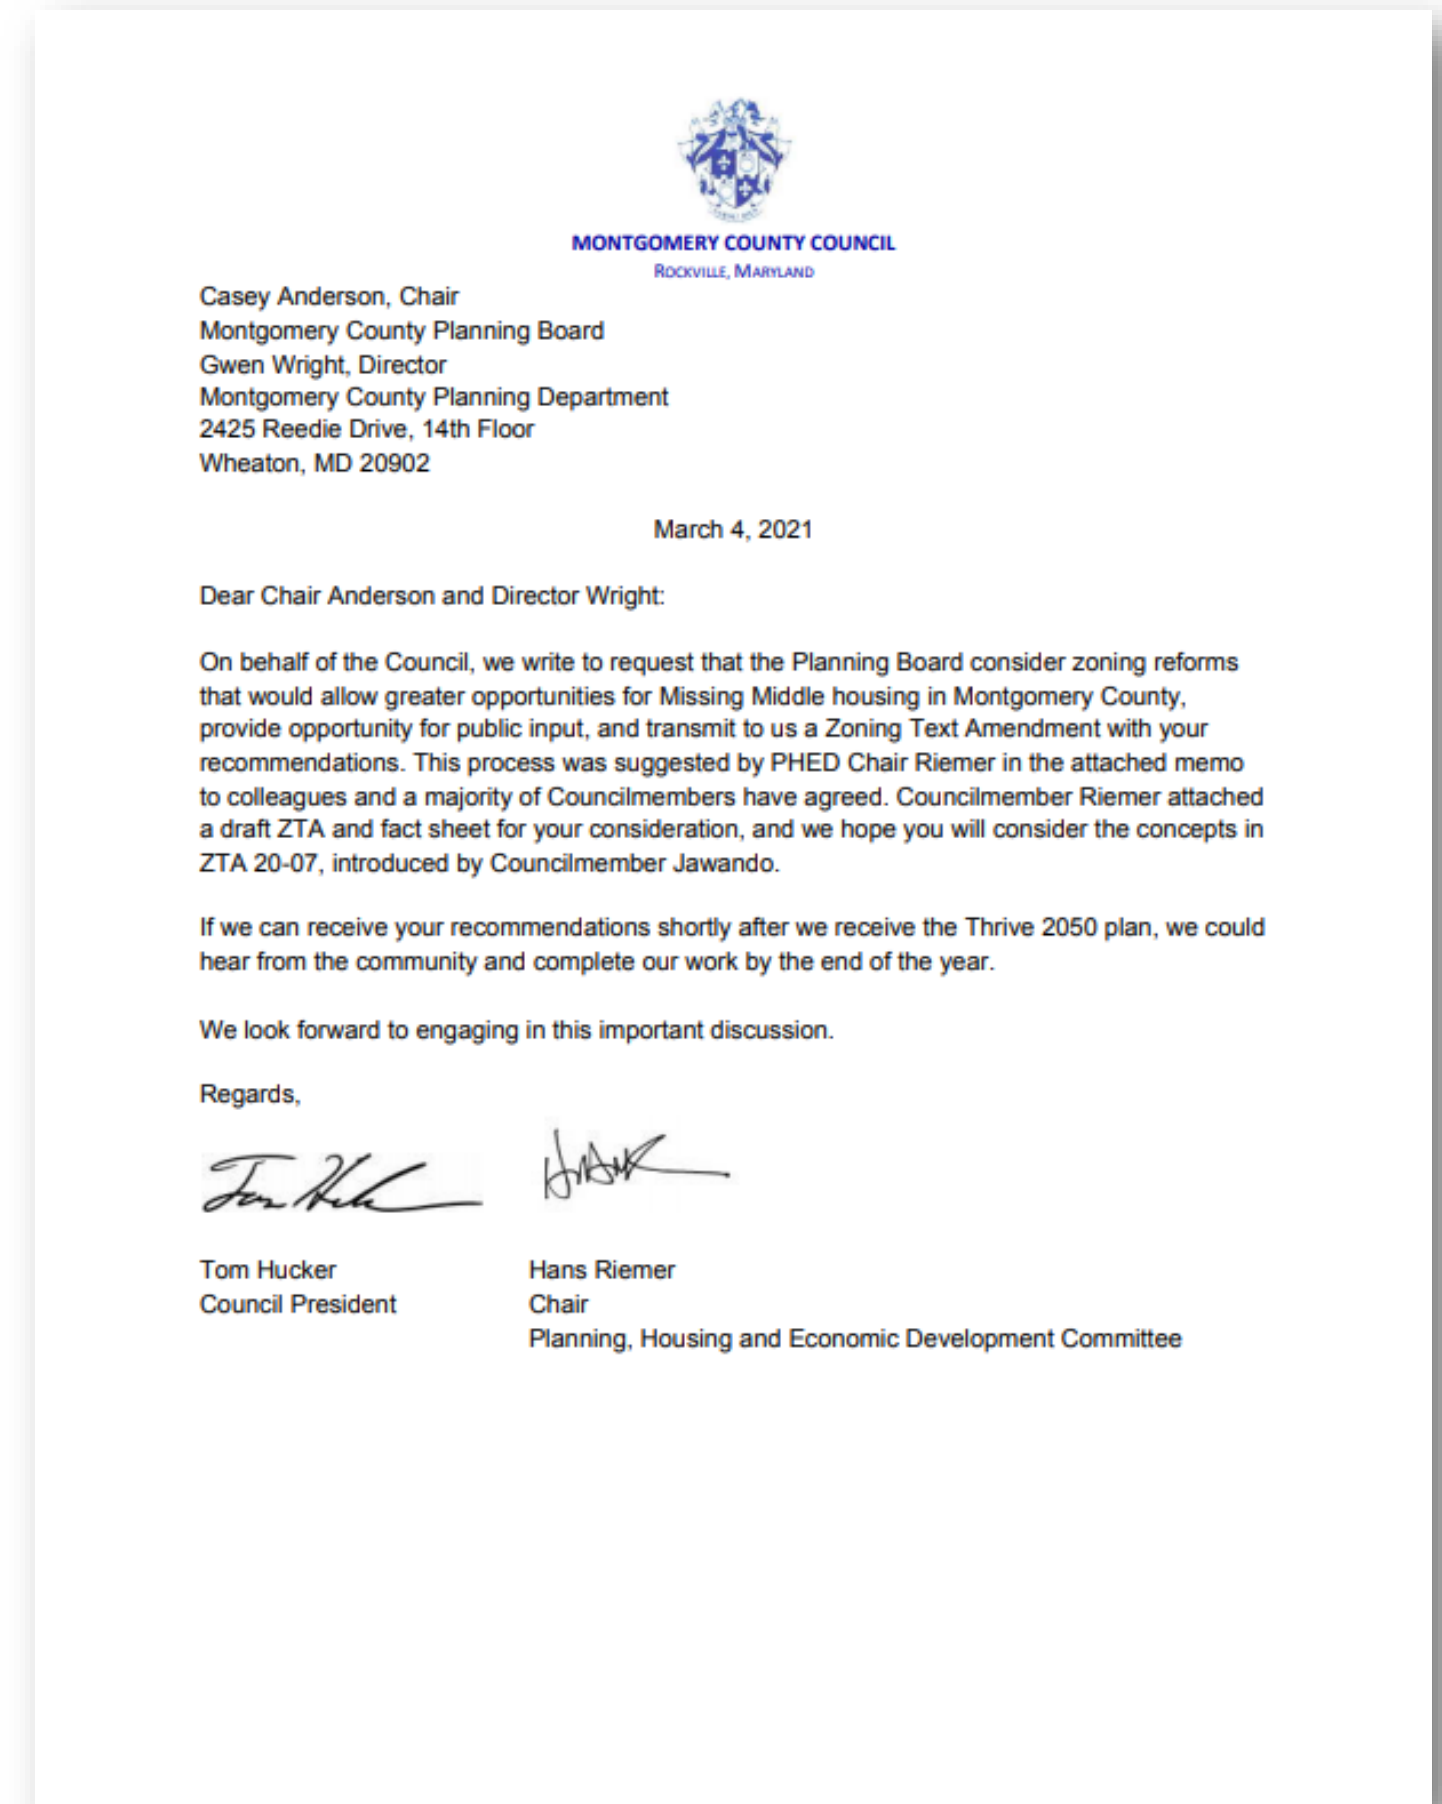 MONTGOMERY COUNTY COUNCIL
ROCKVILLE, MARYLAND
Casey Anderson, Chair
Montgomery County Planning Board
Gwen Wright, Director
Montgomery County Planning Department
2425 Reedie Drive, 14th Floor
Wheaton, MD 20902
March 4, 2021
Dear Chair Anderson and Director Wright:
On behalf of the Council, we write to request that the Planning Board consider zoning reforms
that would allow greater opportunities for Missing Middle housing in Montgomery County,
provide opportunity for public input, and transmit to us a Zoning Text Amendment with your
recommendations. This process was suggested by PHED Chair Riemer in the attached memo
to colleagues and a majority of Councilmembers have agreed. Councilmember Riemer attached
a draft ZTA and fact sheet for your consideration, and we hope you will consider the concepts in
ZTA 20-07, introduced by Councilmember Jawando.
If we can receive your recommendations shortly after we receive the Thrive 2050 plan, we could
hear from the community and complete our work by the end of the year.
We look forward to engaging in this important discussion.
Regards,
Tom Hucker Hans Riemer
Council President Chair
Planning, Housing and Economic Development Committee